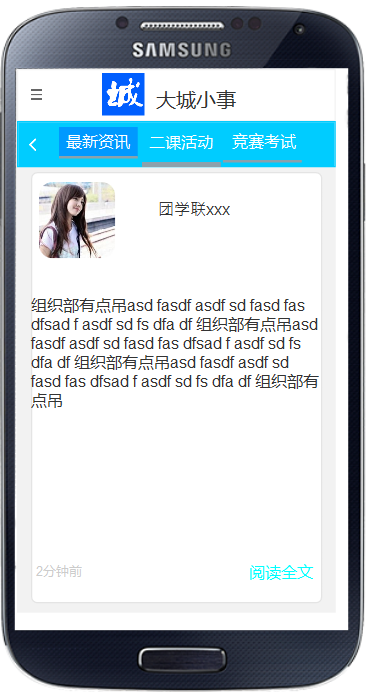 SAMSUNG
城 大城小事
最新资讯 二课活动 竞赛考试
团学联xxx
组织部有点吊asd fasdf asdf sd fasd fas
dfsad f asdf sd fs dfa df 组织部有点吊asd
fasdf asdf sd fasd fas dfsad f asdf sd fs
dfa df 组织部有点吊asd fasdf asdf sd
fasd fas dfsad f asdf sd fs dfa df 组织部有
点吊
2分钟前 阅读全文